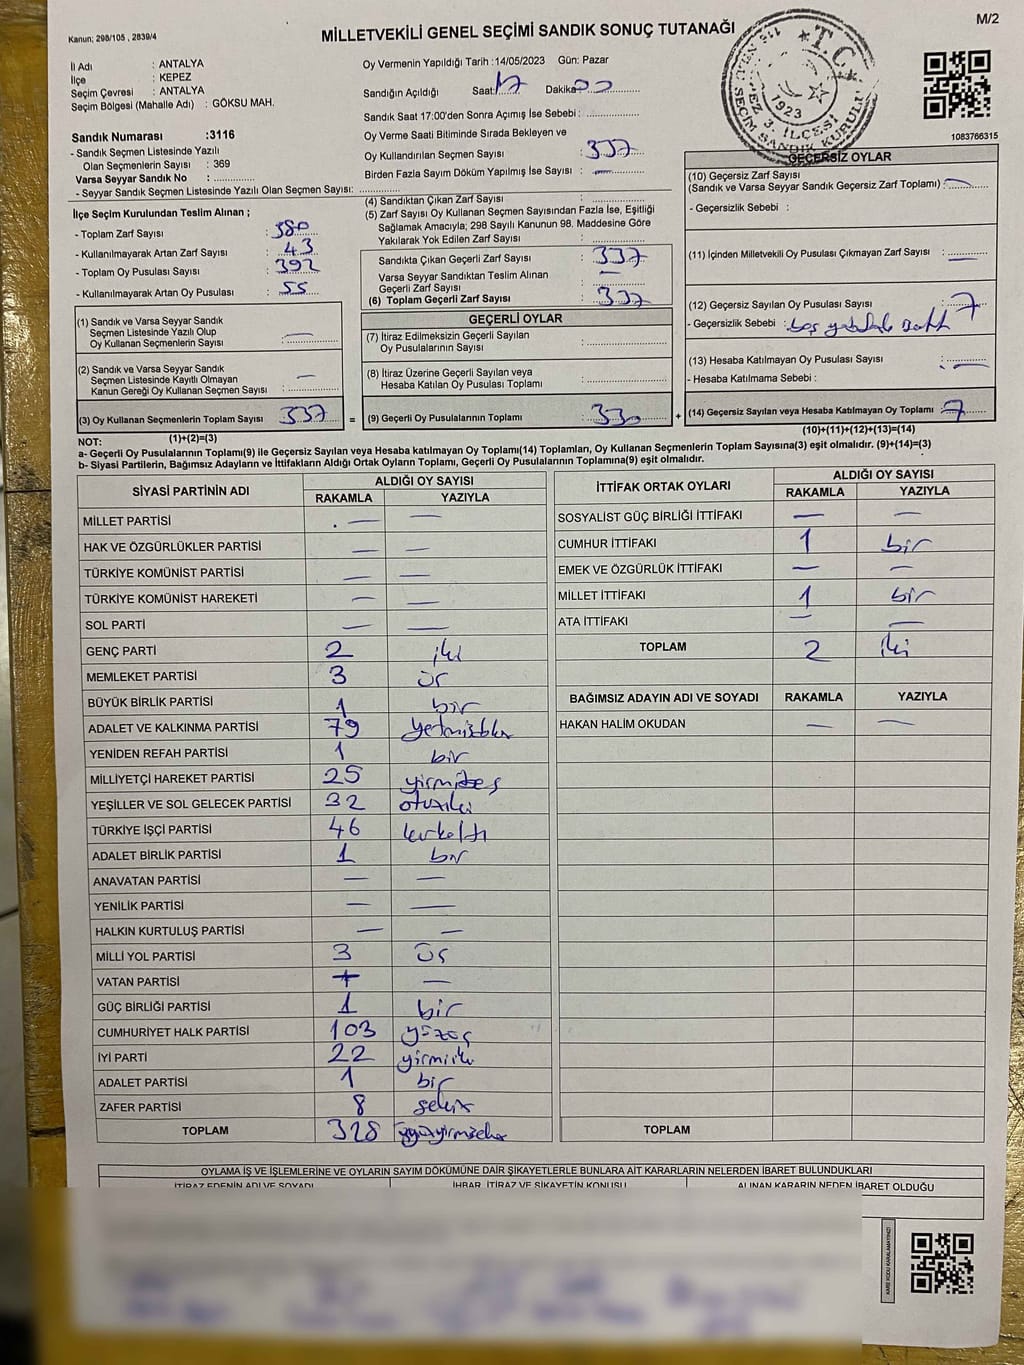 M/2
Kanun: 298/105 , 2839/4
MİLLETVEKİLİ GENEL SEÇİMİ SANDIK SONUÇ TUTANAĞI
İl Adı : ANTALYA
İlçe : KEPEZ
Seçim Çevresi : ANTALYA
Seçim Bölgesi (Mahalle Adı) : GÖKSU MAH.
Sandık Numarası :3116
- Sandık Seçmen Listesinde Yazılı
Olan Seçmenlerin Sayısı : 369
Varsa Seyyar Sandık No :
- Seyyar Sandık Seçmen Listesinde Yazılı Olan Seçmen Sayısı:
Oy Vermenin Yapıldığı Tarih :14/05/2023 Gün: Pazar
Sandığın Açıldığı Saat: 17 Dakika
Sandık Saat 17:00'den Sonra Açımış İse Sebebi :
Oy Verme Saati Bitiminde Sırada Bekleyen ve
Oy Kullandırılan Seçmen Sayısı : 337
Birden Fazla Sayım Döküm Yapılmış İse Sayısı : —
T.C.
1923
EZ 3. İLÇESİ
SEÇİM SANDIK KURULU
1083766315
İlçe Seçim Kurulundan Teslim Alınan ;
- Toplam Zarf Sayısı : 380
- Kullanılmayarak Artan Zarf Sayısı : 43
- Toplam Oy Pusulası Sayısı : 392
- Kullanılmayarak Artan Oy Pusulası : 55
(4) Sandıktan Çıkan Zarf Sayısı :
(5) Zarf Sayısı Oy Kullanan Seçmen Sayısından Fazla İse, Eşitliği
Sağlamak Amacıyla; 298 Sayılı Kanunun 98. Maddesine Göre
Yakılarak Yok Edilen Zarf Sayısı :
Sandıkta Çıkan Geçerli Zarf Sayısı : 337
Varsa Seyyar Sandıktan Teslim Alınan
Geçerli Zarf Sayısı : —
(6) Toplam Geçerli Zarf Sayısı : 337
GEÇERSİZ OYLAR
(10) Geçersiz Zarf Sayısı
(Sandık ve Varsa Seyyar Sandık Geçersiz Zarf Toplamı) : —
- Geçersizlik Sebebi :
(11) İçinden Milletvekili Oy Pusulası Çıkmayan Zarf Sayısı : —
(12) Geçersiz Sayılan Oy Pusulası Sayısı : 7
- Geçersizlik Sebebi :
(13) Hesaba Katılmayan Oy Pusulası Sayısı : —
- Hesaba Katılmama Sebebi :
(14) Geçersiz Sayılan veya Hesaba Katılmayan Oy Toplamı : 7
(10)+(11)+(12)+(13)=(14)
(1) Sandık ve Varsa Seyyar Sandık
Seçmen Listesinde Yazılı Olup
Oy Kullanan Seçmenlerin Sayısı : —
(2) Sandık ve Varsa Seyyar Sandık
Seçmen Listesinde Kayıtlı Olmayan
Kanun Gereği Oy Kullanan Seçmen Sayısı : —
(3) Oy Kullanan Seçmenlerin Toplam Sayısı : 337 =
(1)+(2)=(3)
GEÇERLİ OYLAR
(7) İtiraz Edilmeksizin Geçerli Sayılan
Oy Pusulalarının Sayısı :
(8) İtiraz Üzerine Geçerli Sayılan veya
Hesaba Katılan Oy Pusulası Toplamı :
(9) Geçerli Oy Pusulalarının Toplamı : 330 +
NOT:
a- Geçerli Oy Pusulalarının Toplamı(9) ile Geçersiz Sayılan veya Hesaba katılmayan Oy Toplamı(14) Toplamları, Oy Kullanan Seçmenlerin Toplam Sayısına(3) eşit olmalıdır. (9)+(14)=(3)
b- Siyasi Partilerin, Bağımsız Adayların ve İttifakların Aldığı Ortak Oyların Toplamı, Geçerli Oy Pusulalarının Toplamına(9) eşit olmalıdır.
SİYASİ PARTİNİN ADI ALDIĞI OY SAYISI
RAKAMLA YAZIYLA
MİLLET PARTİSİ — —
HAK VE ÖZGÜRLÜKLER PARTİSİ — —
TÜRKİYE KOMÜNİST PARTİSİ — —
TÜRKİYE KOMÜNİST HAREKETİ — —
SOL PARTİ — —
GENÇ PARTİ 2 iki
MEMLEKET PARTİSİ 3 üç
BÜYÜK BİRLİK PARTİSİ 1 bir
ADALET VE KALKINMA PARTİSİ 79 yetmişdokuz
YENİDEN REFAH PARTİSİ 1 bir
MİLLİYETÇİ HAREKET PARTİSİ 25 yirmibeş
YEŞİLLER VE SOL GELECEK PARTİSİ 32 otuziki
TÜRKİYE İŞÇİ PARTİSİ 46 kırkaltı
ADALET BİRLİK PARTİSİ 1 bir
ANAVATAN PARTİSİ — —
YENİLİK PARTİSİ — —
HALKIN KURTULUŞ PARTİSİ — —
MİLLİ YOL PARTİSİ 3 üç
VATAN PARTİSİ —
GÜÇ BİRLİĞİ PARTİSİ 1 bir
CUMHURİYET HALK PARTİSİ 103 yüzüç
İYİ PARTİ 22 yirmiiki
ADALET PARTİSİ 1 bir
ZAFER PARTİSİ 8 sekiz
TOPLAM 328 üçyüzyirmisekiz
İTTİFAK ORTAK OYLARI ALDIĞI OY SAYISI
RAKAMLA YAZIYLA
SOSYALİST GÜÇ BİRLİĞİ İTTİFAKI — —
CUMHUR İTTİFAKI 1 bir
EMEK VE ÖZGÜRLÜK İTTİFAKI — —
MİLLET İTTİFAKI 1 bir
ATA İTTİFAKI — —
TOPLAM 2 iki
BAĞIMSIZ ADAYIN ADI VE SOYADI RAKAMLA YAZIYLA
HAKAN HALİM OKUDAN — —
TOPLAM
OYLAMA İŞ VE İŞLEMLERİNE VE OYLARIN SAYIM DÖKÜMÜNE DAİR ŞİKAYETLERLE BUNLARA AİT KARARLARIN NELERDEN İBARET BULUNDUKLARI
İTİRAZ EDENİN ADI VE SOYADI İHBAR, İTİRAZ VE ŞİKAYETİN KONUSU ALINAN KARARIN NEDEN İBARET OLDUĞU
KARE KODU KARALAMAYINIZ!